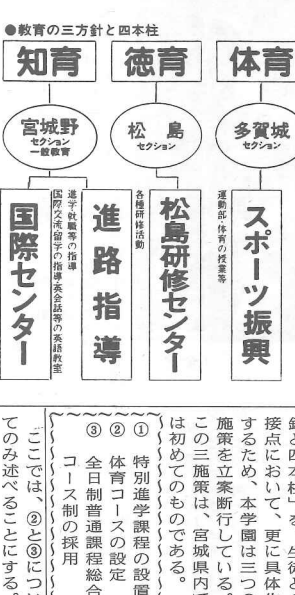 ●教育の三方針と四本柱
知育
徳育
体育
宮城野
セクション
一般教育
松島
セクション
多賀城
セクション
国際センター
国際交流・留学の指導・英会話等の英語教室
進学就職等の指導
進路指導
各種研修活動
松島研修センター
運動部・体育の授業等
スポーツ振興
と四本柱」を、生徒と
接点において、更に具体
するため、本学園は三つの
施策を立案断行している。
この三施策は、宮城県内で
は初めてのものである。
① 特別進学課程の設置
② 体育コースの設定
③ 全日制普通課程総合
コース制の採用
ここでは、②と③につい
てのみ述べることにする。